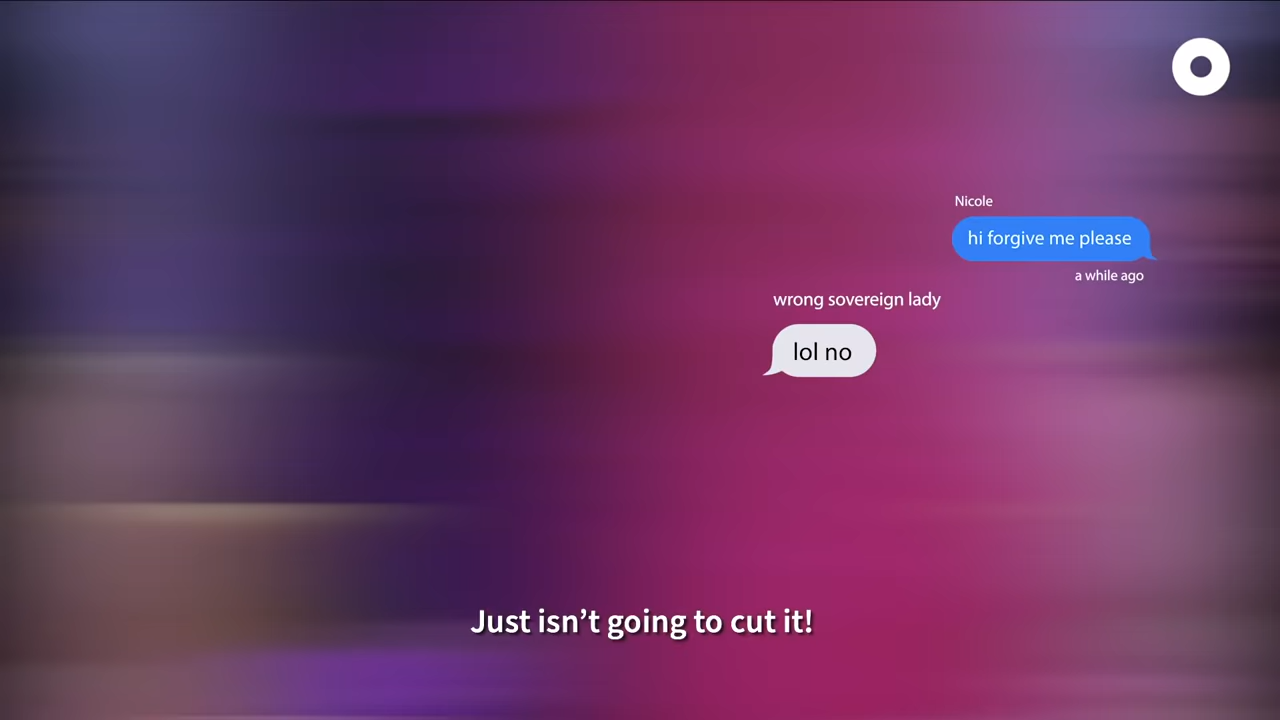 Nicole
hi forgive me please
a while ago
wrong sovereign lady
lol no
Just isn’t going to cut it!